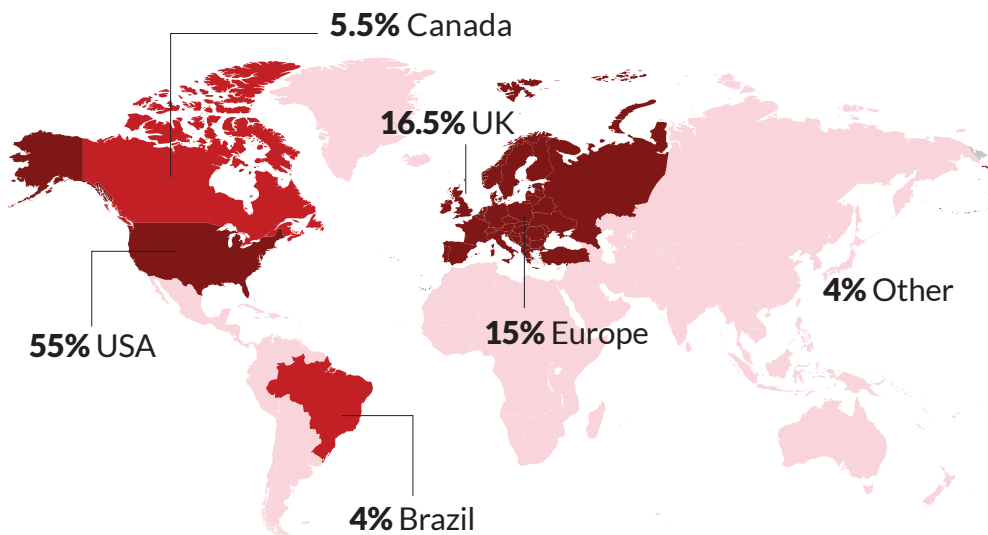 5.5% Canada
16.5% UK
4% Other
55% USA
15% Europe
4% Brazil